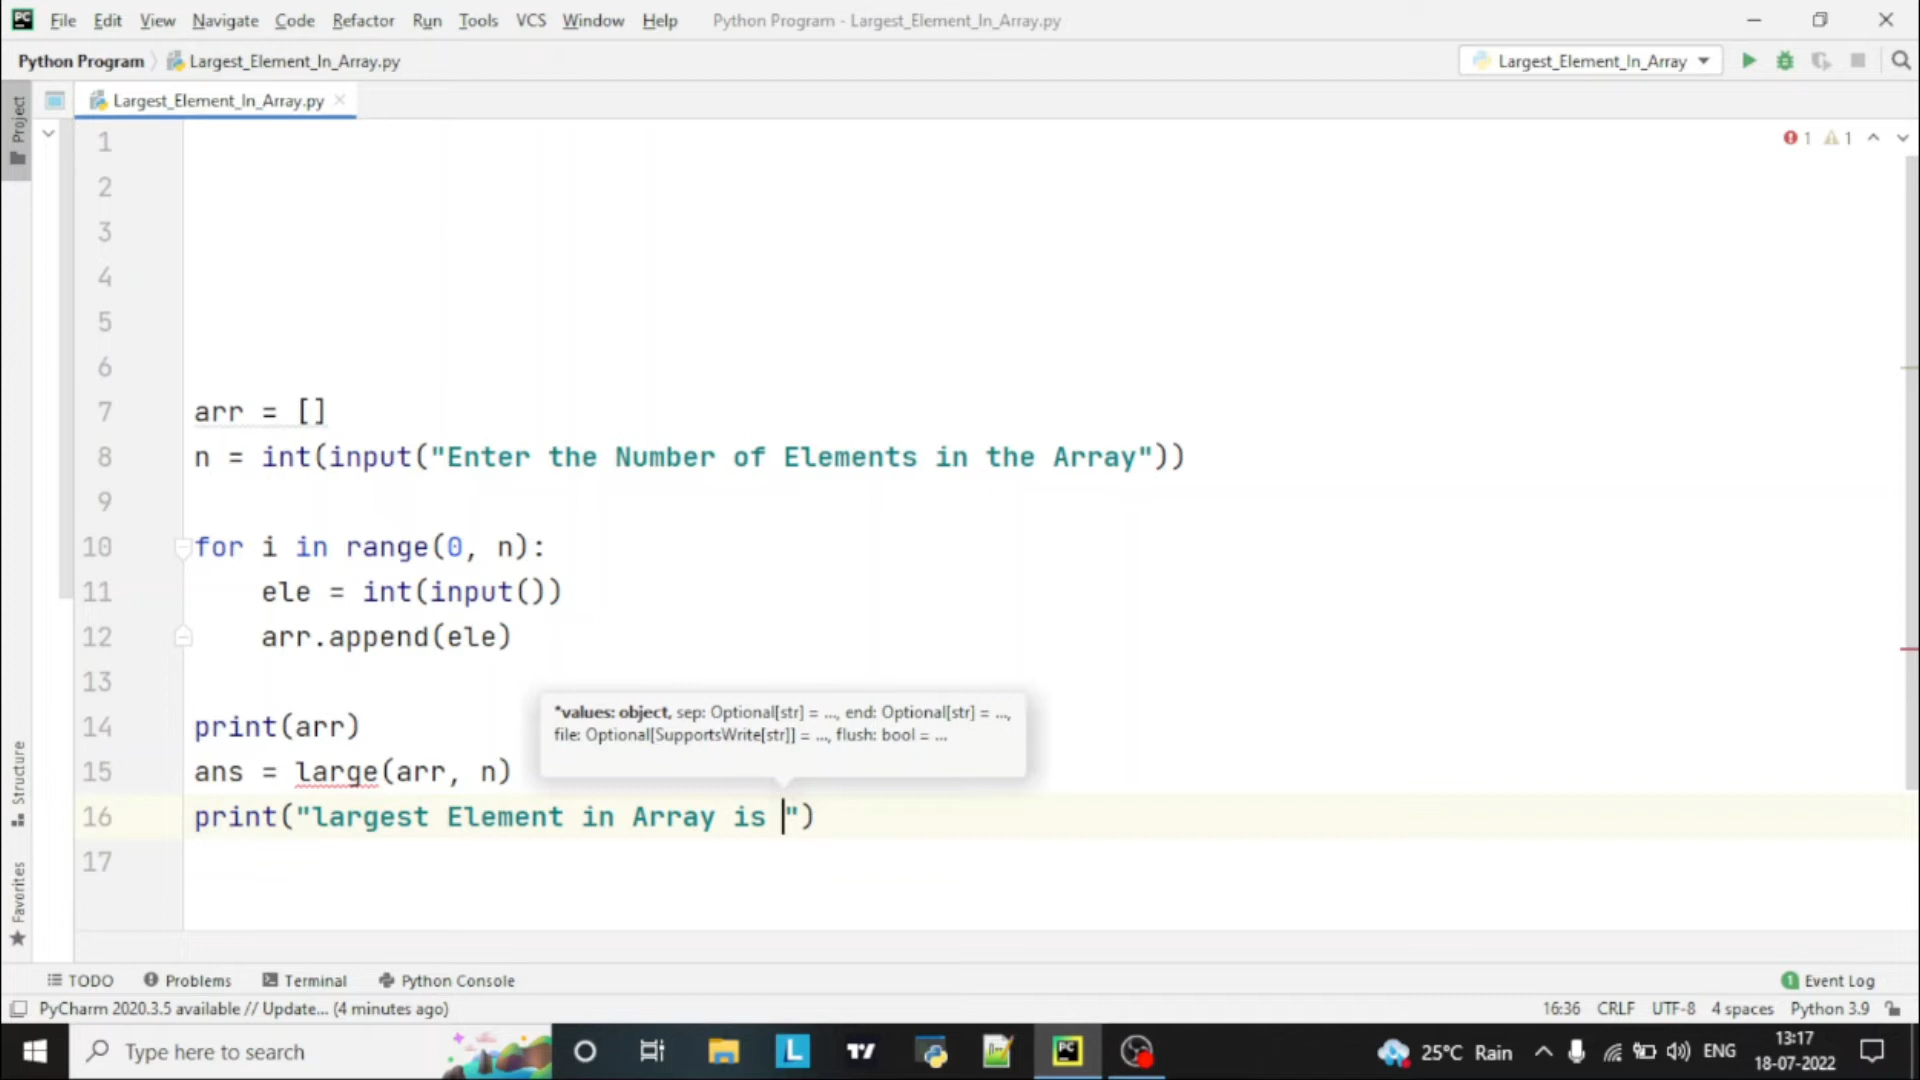 PC File Edit View Navigate Code Refactor Run Tools VCS Window Help Python Program - Largest_Element_In_Array.py
Python Program Largest_Element_In_Array.py Largest_Element_In_Array
Project Largest_Element_In_Array.py
1 1 1
2
3
4
5
6
7 arr = []
8 n = int(input("Enter the Number of Elements in the Array"))
9
10 for i in range(0, n):
11 ele = int(input())
12 arr.append(ele)
13
*values: object, sep: Optional[str] = ..., end: Optional[str] = ...,
file: Optional[SupportsWrite[str]] = ..., flush: bool = ...
14 print(arr)
15 ans = large(arr, n)
16 print("largest Element in Array is ")
17
Structure
Favorites
TODO Problems Terminal Python Console 1 Event Log
PyCharm 2020.3.5 available // Update... (4 minutes ago) 16:36 CRLF UTF-8 4 spaces Python 3.9
Type here to search L PC 25°C Rain ENG 13:17
18-07-2022